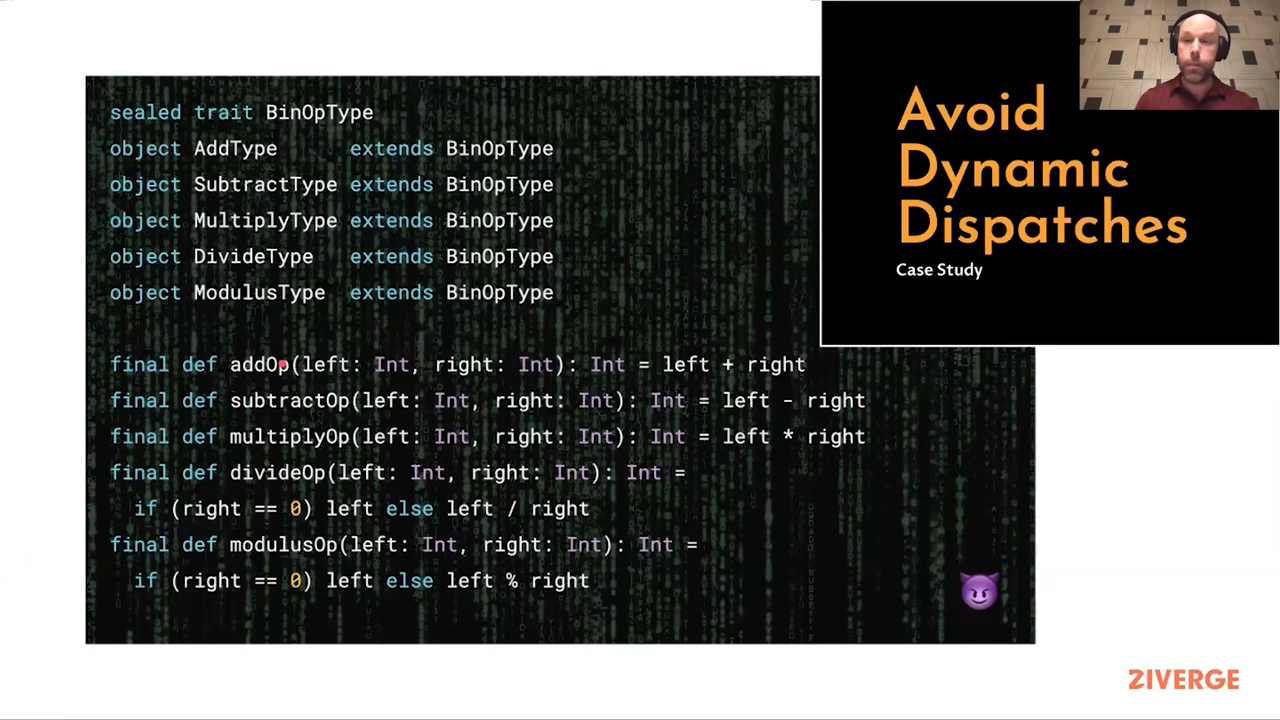 sealed trait BinOpType
object AddType extends BinOpType
object SubtractType extends BinOpType
object MultiplyType extends BinOpType
object DivideType extends BinOpType
object ModulusType extends BinOpType
final def addOp(left: Int, right: Int): Int = left + right
final def subtractOp(left: Int, right: Int): Int = left - right
final def multiplyOp(left: Int, right: Int): Int = left * right
final def divideOp(left: Int, right: Int): Int =
if (right == 0) left else left / right
final def modulusOp(left: Int, right: Int): Int =
if (right == 0) left else left % right
Avoid
Dynamic
Dispatches
Case Study
ZIVERGE